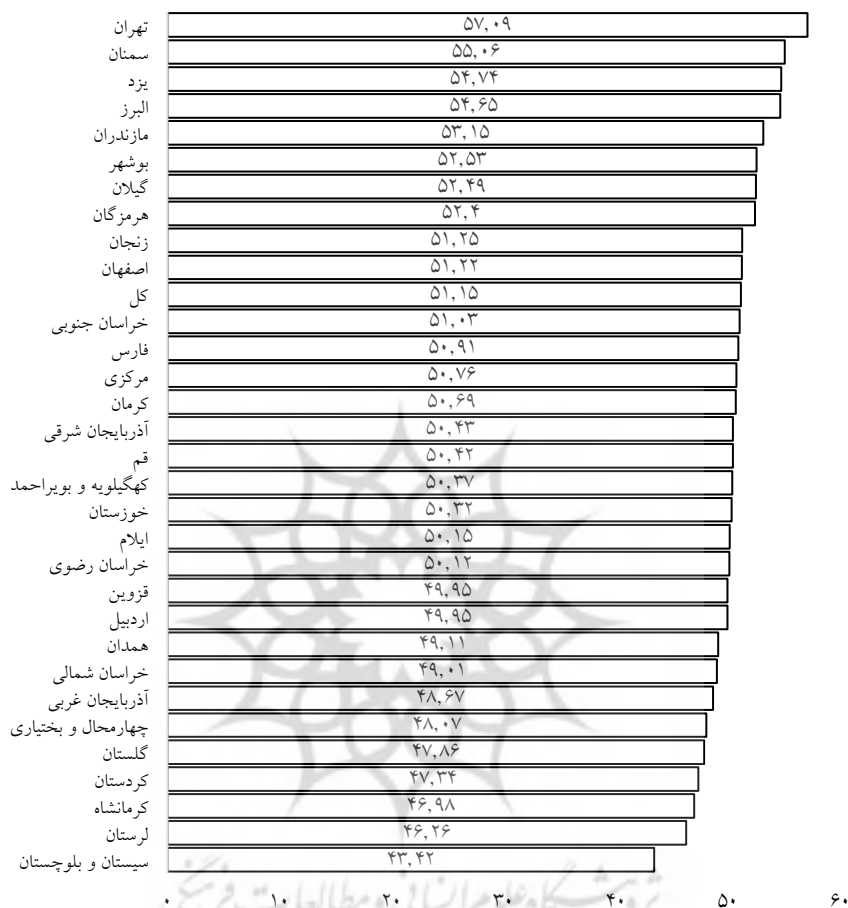 تهران ۵۷,۰۹
سمنان ۵۵,۰۶
یزد ۵۴,۷۴
البرز ۵۴,۶۵
مازندران ۵۳,۱۵
بوشهر ۵۲,۵۳
گیلان ۵۲,۴۹
هرمزگان ۵۲,۴
زنجان ۵۱,۲۵
اصفهان ۵۱,۲۲
کل ۵۱,۱۵
خراسان جنوبی ۵۱,۰۳
فارس ۵۰,۹۱
مرکزی ۵۰,۷۶
کرمان ۵۰,۶۹
آذربایجان شرقی ۵۰,۴۳
قم ۵۰,۴۲
کهگیلویه و بویراحمد ۵۰,۳۷
خوزستان ۵۰,۳۲
ایلام ۵۰,۱۵
خراسان رضوی ۵۰,۱۲
قزوین ۴۹,۹۵
اردبیل ۴۹,۹۵
همدان ۴۹,۱۱
خراسان شمالی ۴۹,۰۱
آذربایجان غربی ۴۸,۶۷
چهارمحال و بختیاری ۴۸,۰۷
گلستان ۴۷,۸۶
کردستان ۴۷,۳۴
کرمانشاه ۴۶,۹۸
لرستان ۴۶,۲۶
سیستان و بلوچستان ۴۳,۴۲
۰ ۱۰ ۲۰ ۳۰ ۴۰ ۵۰ ۶۰
پژوهشگاه علوم انسانی و مطالعات فرهنگی